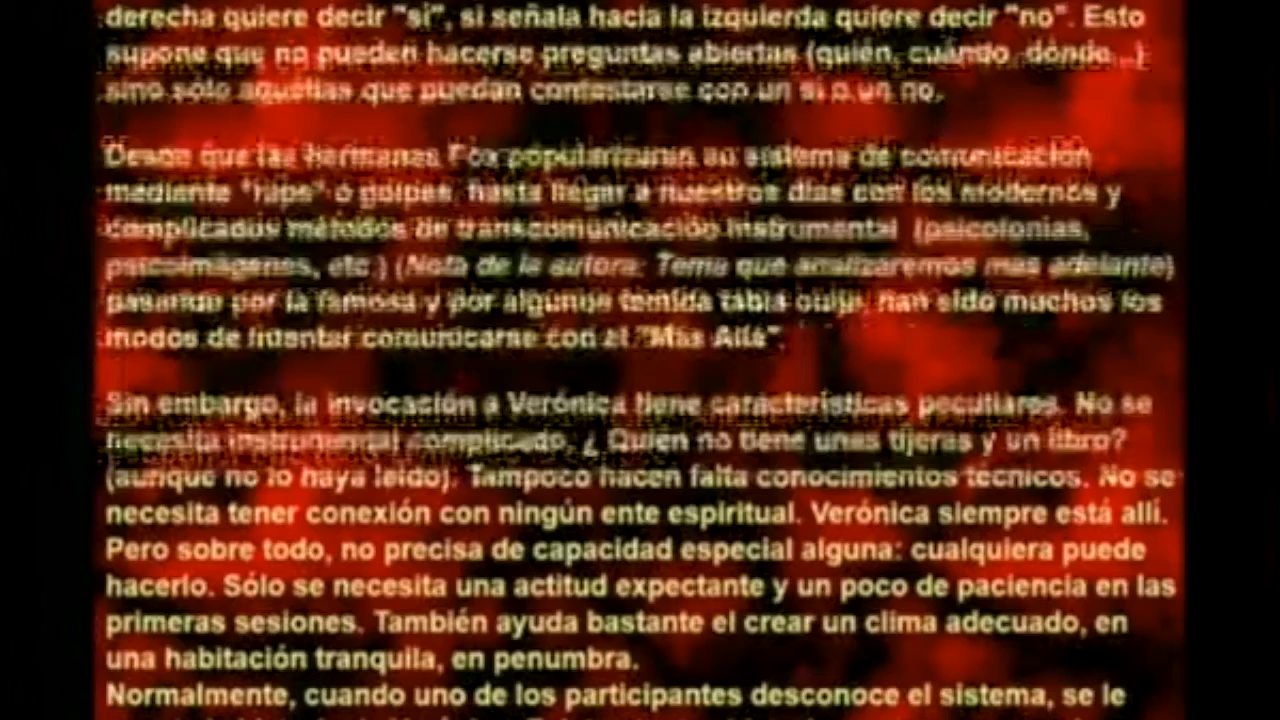 derecha quiere decir "si", si señala hacia la izquierda quiere decir "no". Esto
supone que no pueden hacerse preguntas abiertas (quién, cuándo, dónde...)
sino sólo aquellas que puedan contestarse con un si o un no.
Desde que las hermanas Fox popularizaran su sistema de comunicación
mediante "raps" o golpes, hasta llegar a nuestros días con los modernos y
complicados métodos de transcomunicación instrumental (psicofonías,
psicoimágenes, etc.) (Nota de la autora: Tema que analizaremos más adelante)
pasando por la famosa y por algunos temida tabla ouija, han sido muchos los
modos de intentar comunicarse con el "Más Allá".
Sin embargo, la invocación a Verónica tiene características peculiares. No se
necesita instrumental complicado. ¿ Quien no tiene unas tijeras y un libro?
(aunque no lo haya leído). Tampoco hacen falta conocimientos técnicos. No se
necesita tener conexión con ningún ente espiritual. Verónica siempre está allí.
Pero sobre todo, no precisa de capacidad especial alguna: cualquiera puede
hacerlo. Sólo se necesita una actitud expectante y un poco de paciencia en las
primeras sesiones. También ayuda bastante el crear un clima adecuado, en
una habitación tranquila, en penumbra.
Normalmente, cuando uno de los participantes desconoce el sistema, se le